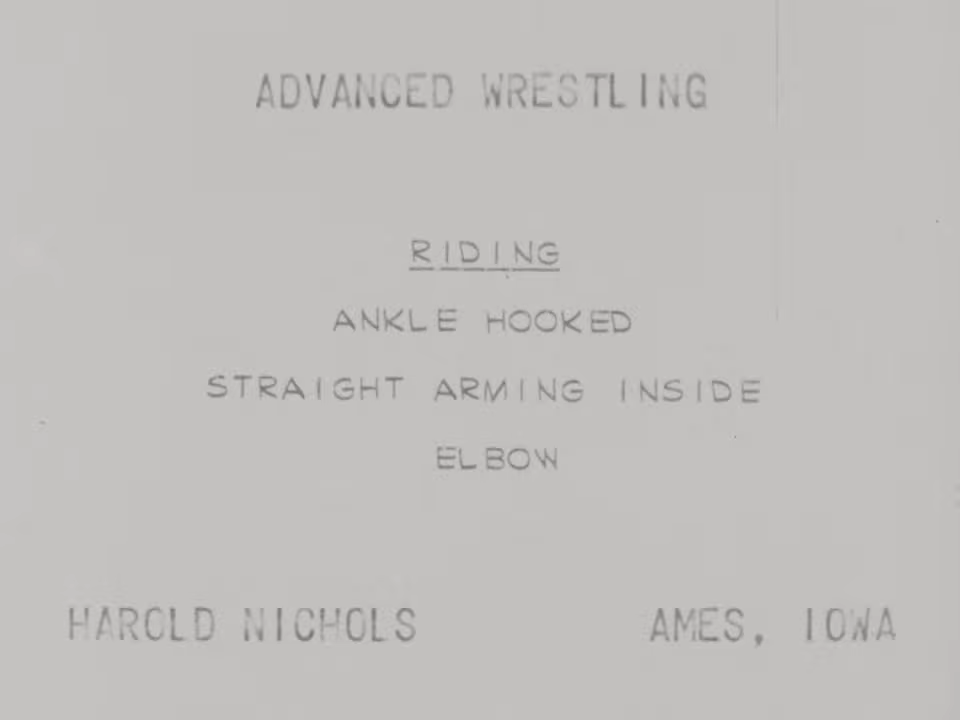 ADVANCED WRESTLING
RIDING
ANKLE HOOKED
STRAIGHT ARMING INSIDE
ELBOW
HAROLD NICHOLS AMES, IOWA